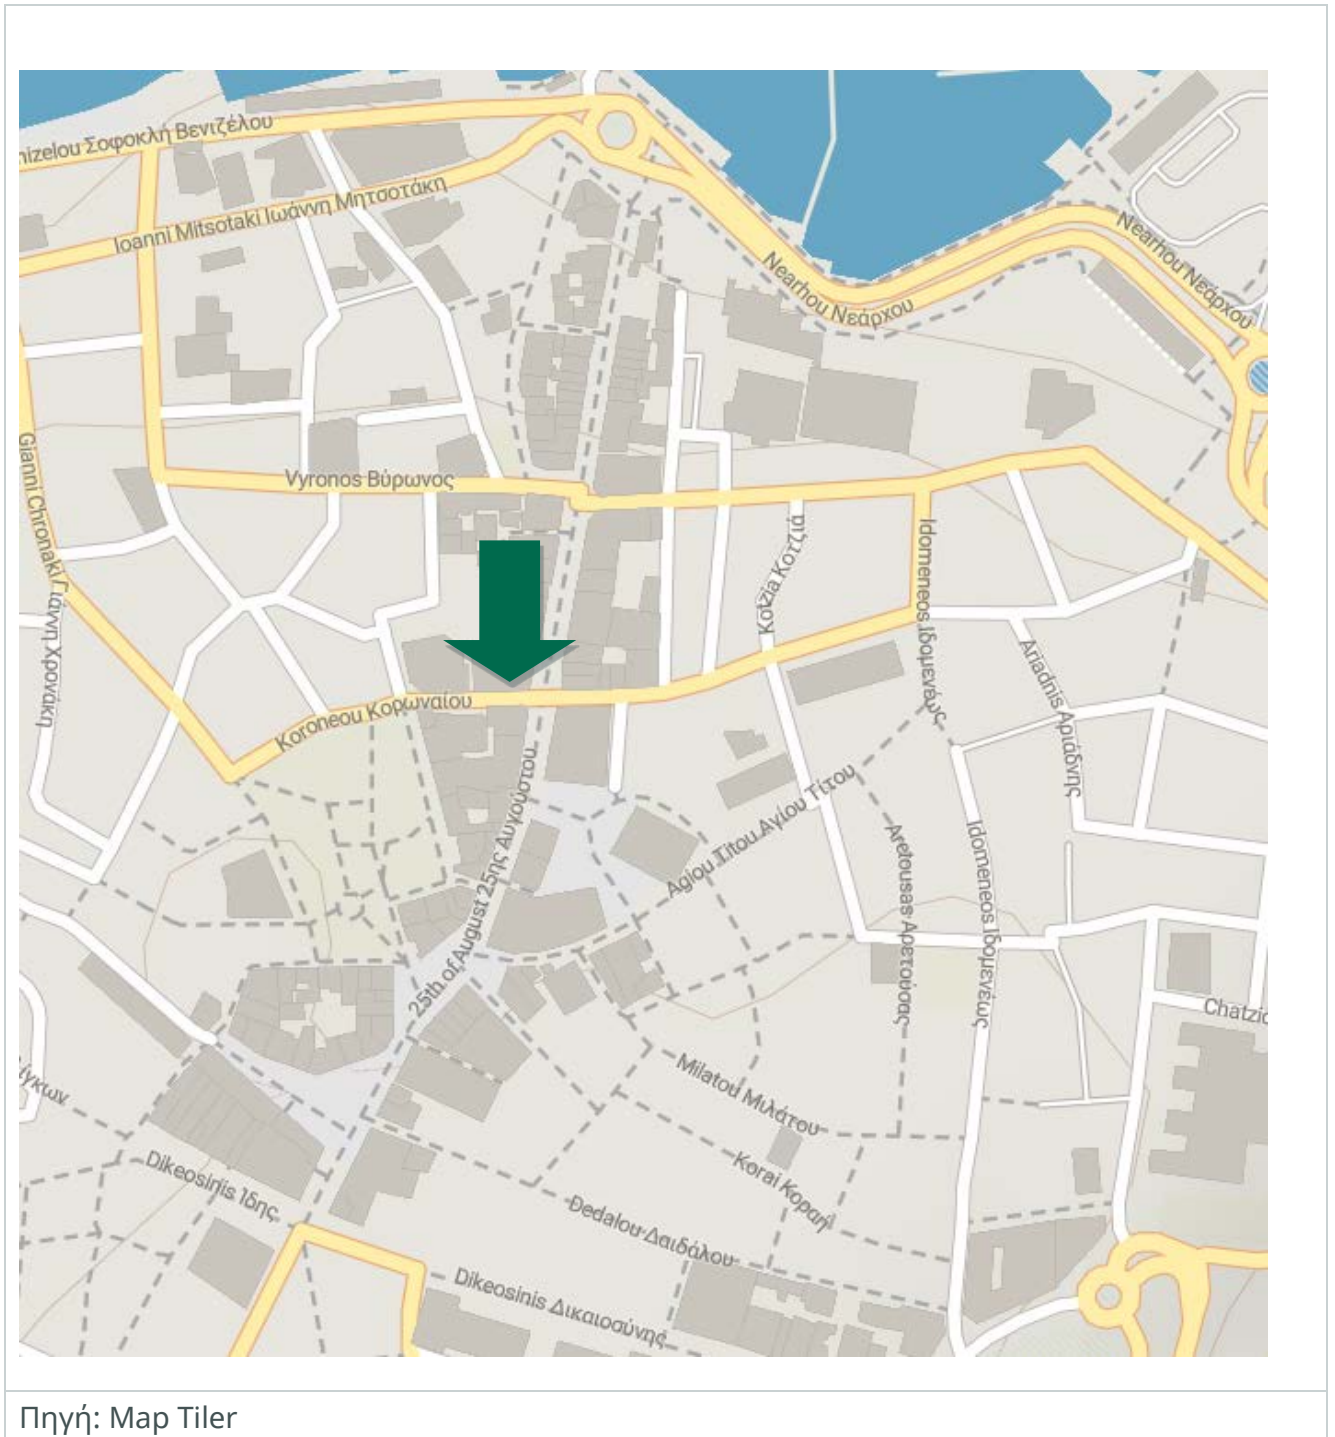 nizelou Σοφοκλή Βενιζέλου
Ioanni Mitsotaki Ιωάννη Μητσοτάκη
Nearhou Νεάρχου
Nearhou Νεάρχου
Gianni Chronaki Γιάννη Χρονάκη
Vyronos Βύρωνος
Kotzia Κοτζιά
Idomeneos Ιδομενέως
Ariadnis Αριάδνης
Koroneou Κορωναίου
25th of August 25ης Αυγούστου
Agiou Titou Αγίου Τίτου
Aretousas Αρετούσας
Idomeneos Ιδομενέως
Chatzid
Milatou Μιλάτου
Korai Κοραή
Dikeosinis Ίδης
Dedalou Δαιδάλου
Dikeosinis Δικαιοσύνης
Πηγή: Map Tiler